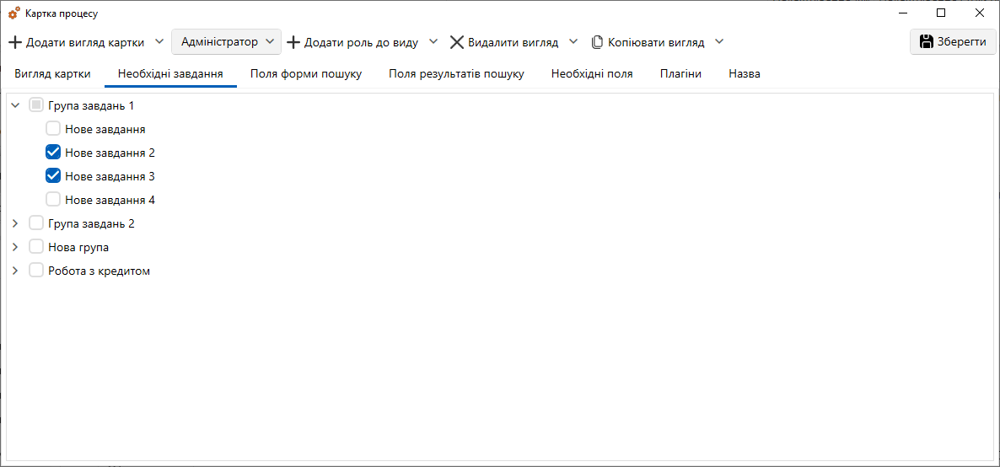 Картка процесу
Додати вигляд картки Адміністратор Додати роль до виду Видалити вигляд Копіювати вигляд Зберегти
Вигляд картки Необхідні завдання Поля форми пошуку Поля результатів пошуку Необхідні поля Плагіни Назва
Група завдань 1
Нове завдання
Нове завдання 2
Нове завдання 3
Нове завдання 4
Група завдань 2
Нова група
Робота з кредитом